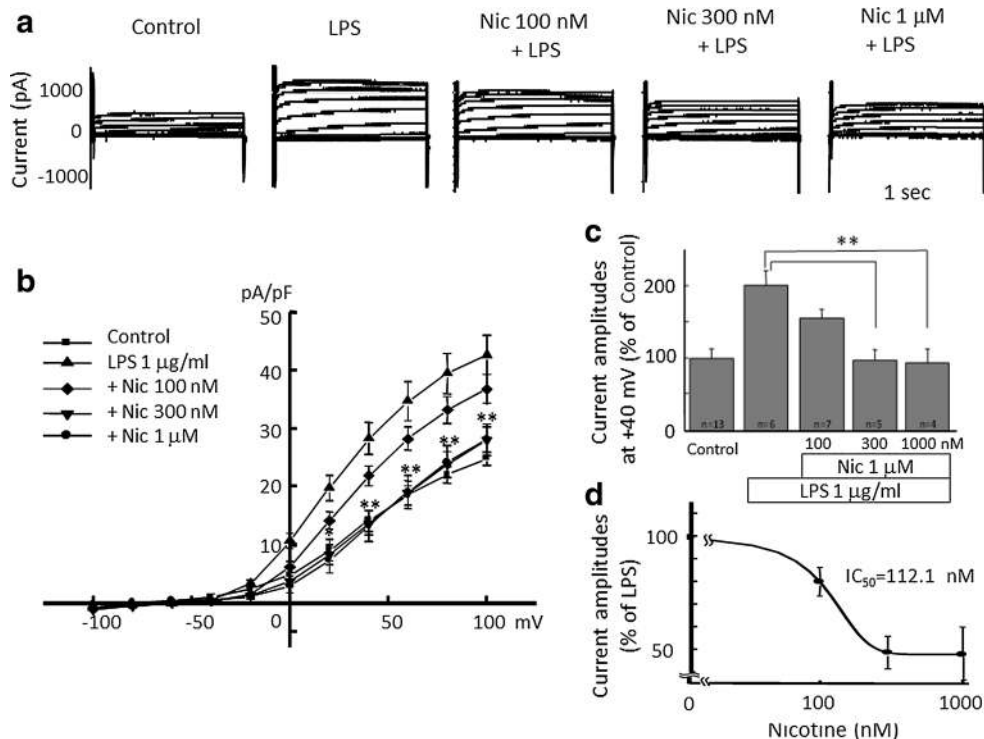 a
Control
LPS
Nic 100 nM
+ LPS
Nic 300 nM
+ LPS
Nic 1 μM
+ LPS
Current (pA)
1000
0
-1000
1 sec
b
pA/pF
50
40
30
20
10
0
-100
-50
50
100
mV
Control
LPS 1 μg/ml
+ Nic 100 nM
+ Nic 300 nM
+ Nic 1 μM
*
**
**
**
**
c
Current amplitudes
at +40 mV (% of Control)
200
100
0
**
n=13
n=6
n=7
n=5
n=4
Control
100
300
1000 nM
Nic 1 μM
LPS 1 μg/ml
d
Current amplitudes
(% of LPS)
100
50
IC50=112.1 nM
0
100
1000
Nicotine (nM)